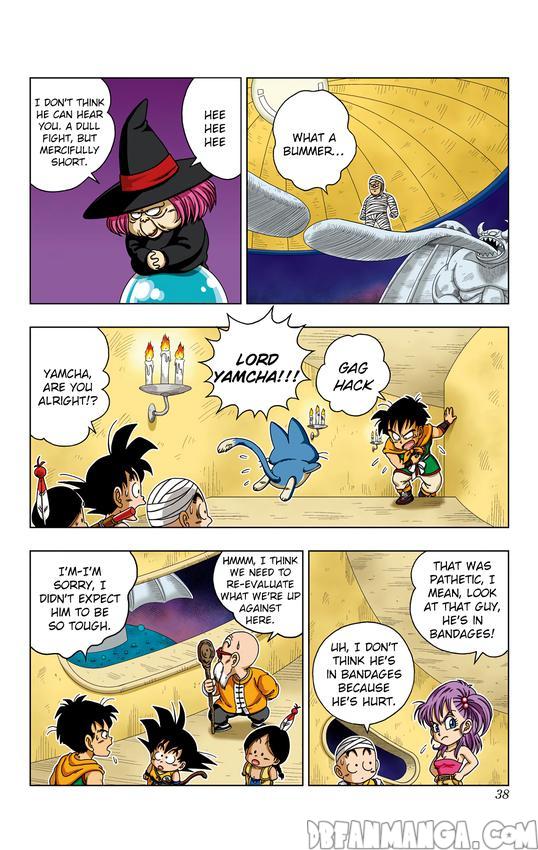 I DON'T THINK
HE CAN HEAR
YOU. A DULL
FIGHT, BUT
MERCIFULLY
SHORT.
HEE
HEE
HEE
WHAT A
BUMMER...
YAMCHA,
ARE YOU
ALRIGHT!?
LORD
YAMCHA!!!
GAG
HACK
I'M-I'M
SORRY, I
DIDN'T EXPECT
HIM TO BE
SO TOUGH.
HMMM, I THINK
WE NEED TO
RE-EVALUATE
WHAT WE'RE UP
AGAINST
HERE.
THAT WAS
PATHETIC, I
MEAN, LOOK
AT THAT GUY,
HE'S IN
BANDAGES!
UH, I DON'T
THINK HE'S
IN BANDAGES
BECAUSE
HE'S HURT.
38
DBFANMANGA.COM